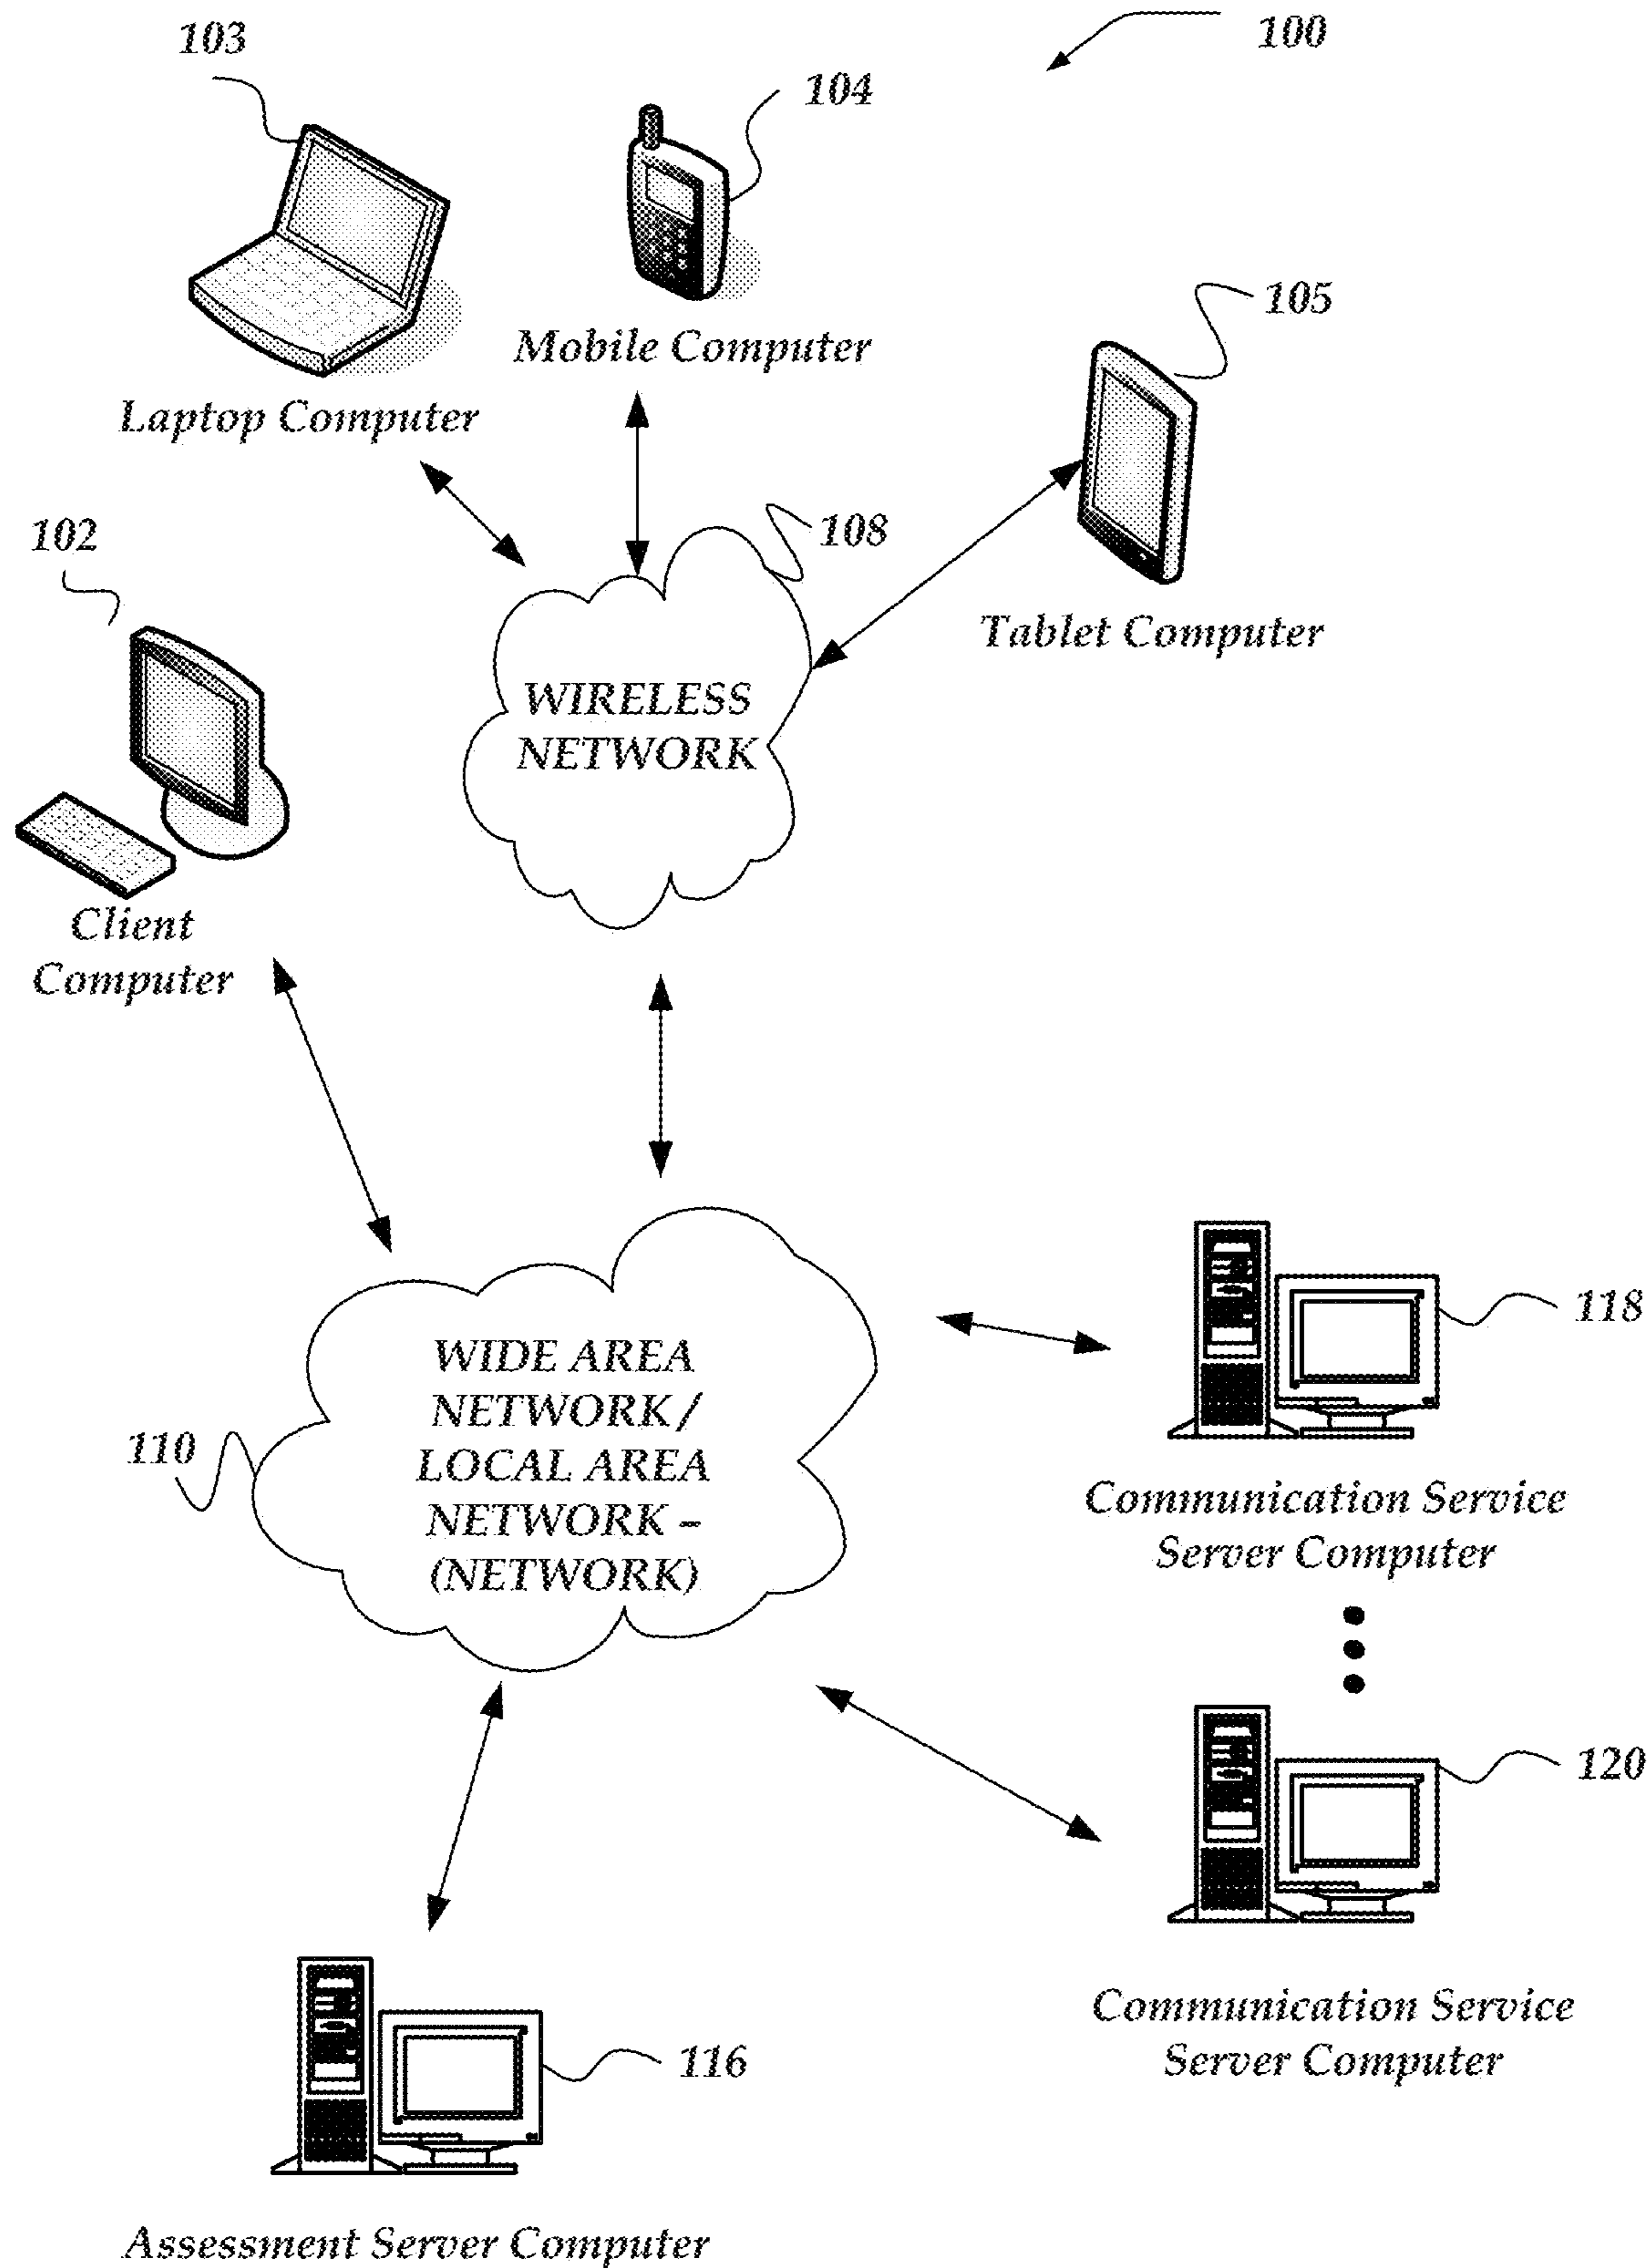 103
100
104
105
Mobile Computer
Laptop Computer
108
102
Tablet Computer
WIRELESS
NETWORK
Client
Computer
118
WIDE AREA
NETWORK /
LOCAL AREA
NETWORK –
(NETWORK)
110
Communication Service
Server Computer
120
Communication Service
Server Computer
116
Assessment Server Computer